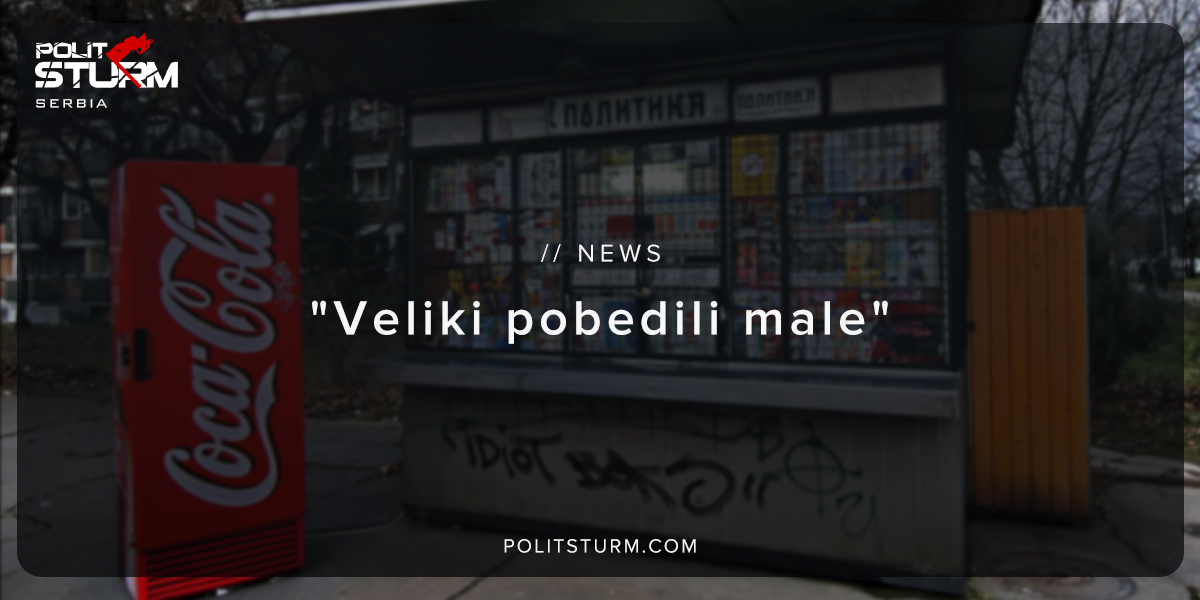 POLIT
STURM
SERBIA
ПОЛИТИКА
ПОЛИТИКА
Coca-Cola
// NEWS
"Veliki pobedili male"
IDIOT
POLITSTURM.COM